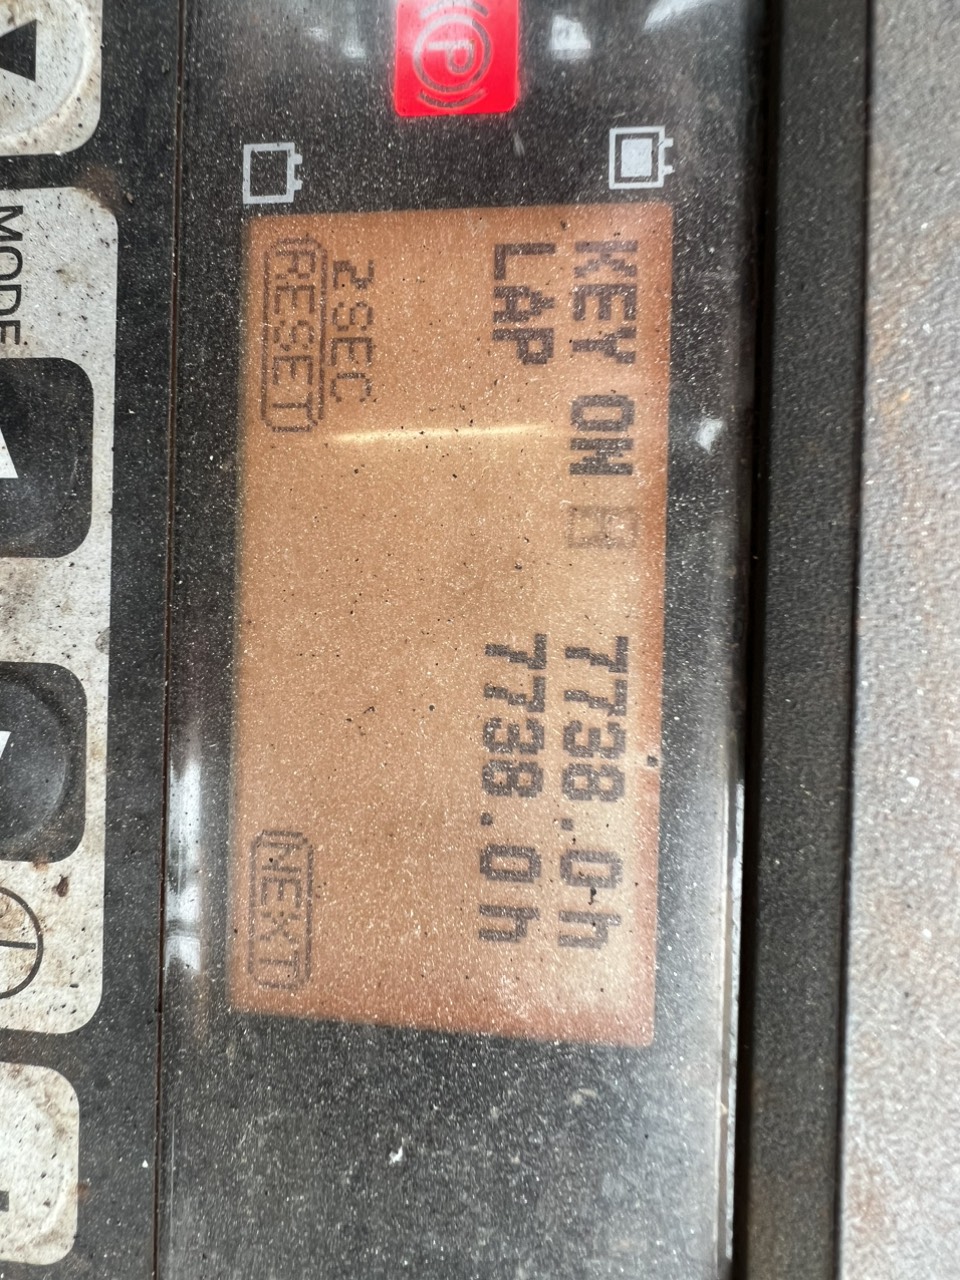 P
KEY ON 7738.0h
LAP 7738.0h
2SEC
RESET
NEXT
MODE